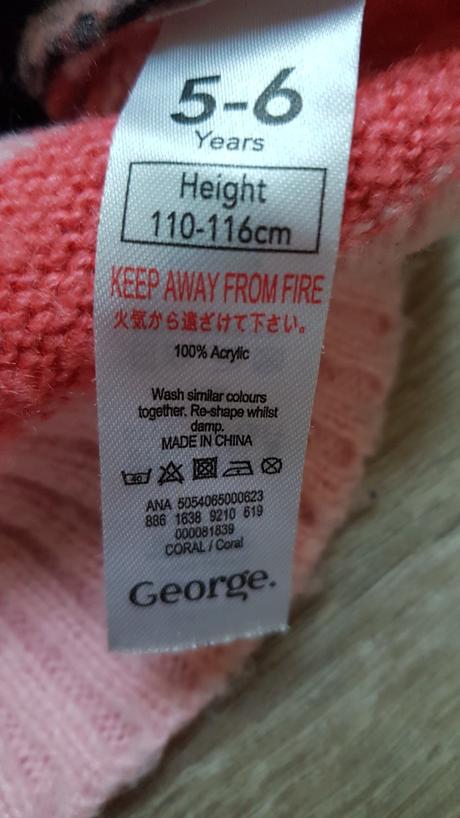 5-6
Years
Height
110-116cm
KEEP AWAY FROM FIRE
火気から遠ざけて下さい。
100% Acrylic
Wash similar colours
together. Re-shape whilst
damp.
MADE IN CHINA
40
ANA 5054065000623
886 1638 9210 619
000081839
CORAL / Coral
George.